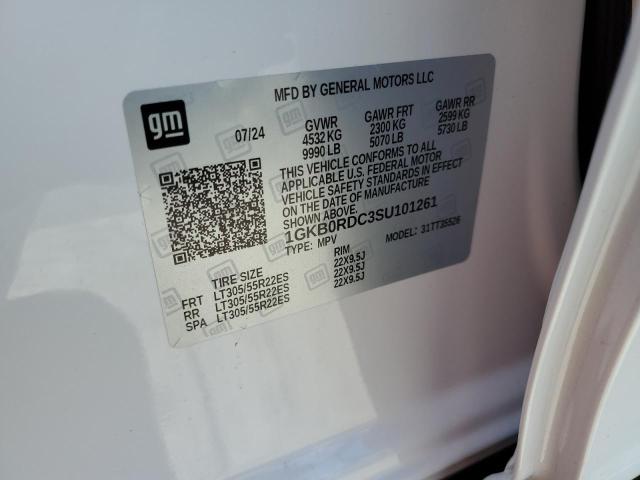 MFD BY GENERAL MOTORS LLC
gm
07/24
GVWR GAWR FRT GAWR RR
4532 KG 2300 KG 2599 KG
9990 LB 5070 LB 5730 LB
THIS VEHICLE CONFORMS TO ALL
APPLICABLE U.S. FEDERAL MOTOR
VEHICLE SAFETY STANDARDS IN EFFECT
ON THE DATE OF MANUFACTURE
SHOWN ABOVE.
1GKB0RDC3SU101261
TYPE: MPV MODEL: 31TT35526
TIRE SIZE RIM
FRT LT305/55R22ES 22X9.5J
RR LT305/55R22ES 22X9.5J
SPA LT305/55R22ES 22X9.5J